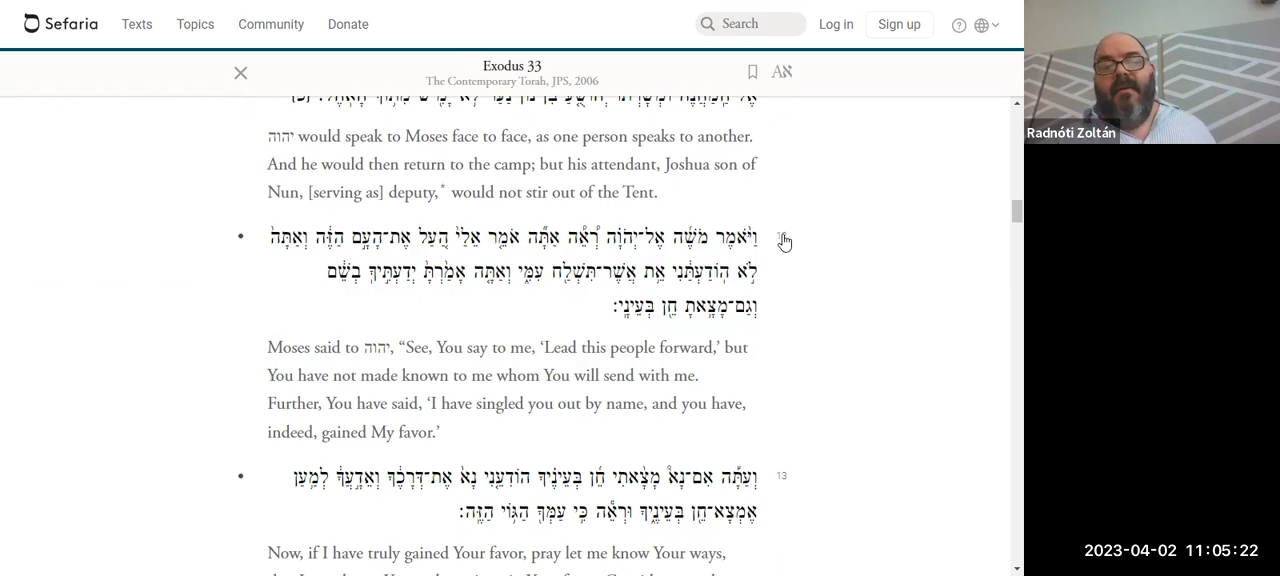 Sefaria Texts Topics Community Donate Search Log in Sign up
Exodus 33
The Contemporary Torah, JPS, 2006
יהוה would speak to Moses face to face, as one person speaks to another.
And he would then return to the camp; but his attendant, Joshua son of
Nun, [serving as] deputy,* would not stir out of the Tent.
וַיֹּ֨אמֶר מֹשֶׁ֜ה אֶל־יְהֹוָ֗ה רְ֠אֵ֠ה אַתָּ֞ה אֹמֵ֤ר אֵלַי֙ הַ֚עַל אֶת־הָעָ֣ם הַזֶּ֔ה וְאַתָּה֙
לֹ֣א הֽוֹדַעְתַּ֔נִי אֵ֥ת אֲשֶׁר־תִּשְׁלַ֖ח עִמִּ֑י וְאַתָּ֤ה אָמַ֙רְתָּ֙ יְדַעְתִּ֣יךָֽ בְשֵׁ֔ם
וְגַם־מָצָ֥אתָ חֵ֖ן בְּעֵינָֽי׃
Moses said to יהוה, “See, You say to me, ‘Lead this people forward,’ but
You have not made known to me whom You will send with me.
Further, You have said, ‘I have singled you out by name, and you have,
indeed, gained My favor.’
13 וְעַתָּ֡ה אִם־נָא֩ מָצָ֨אתִי חֵ֜ן בְּעֵינֶ֗יךָ הוֹדִעֵ֤נִי נָא֙ אֶת־דְּרָכֶ֔ךָ וְאֵדָ֣עֲךָ֔ לְמַ֥עַן
אֶמְצָא־חֵ֖ן בְּעֵינֶ֑יךָ וּרְאֵ֕ה כִּ֥י עַמְּךָ֖ הַגּ֥וֹי הַזֶּֽה׃
Now, if I have truly gained Your favor, pray let me know Your ways,
Radnóti Zoltán
2023-04-02 11:05:22